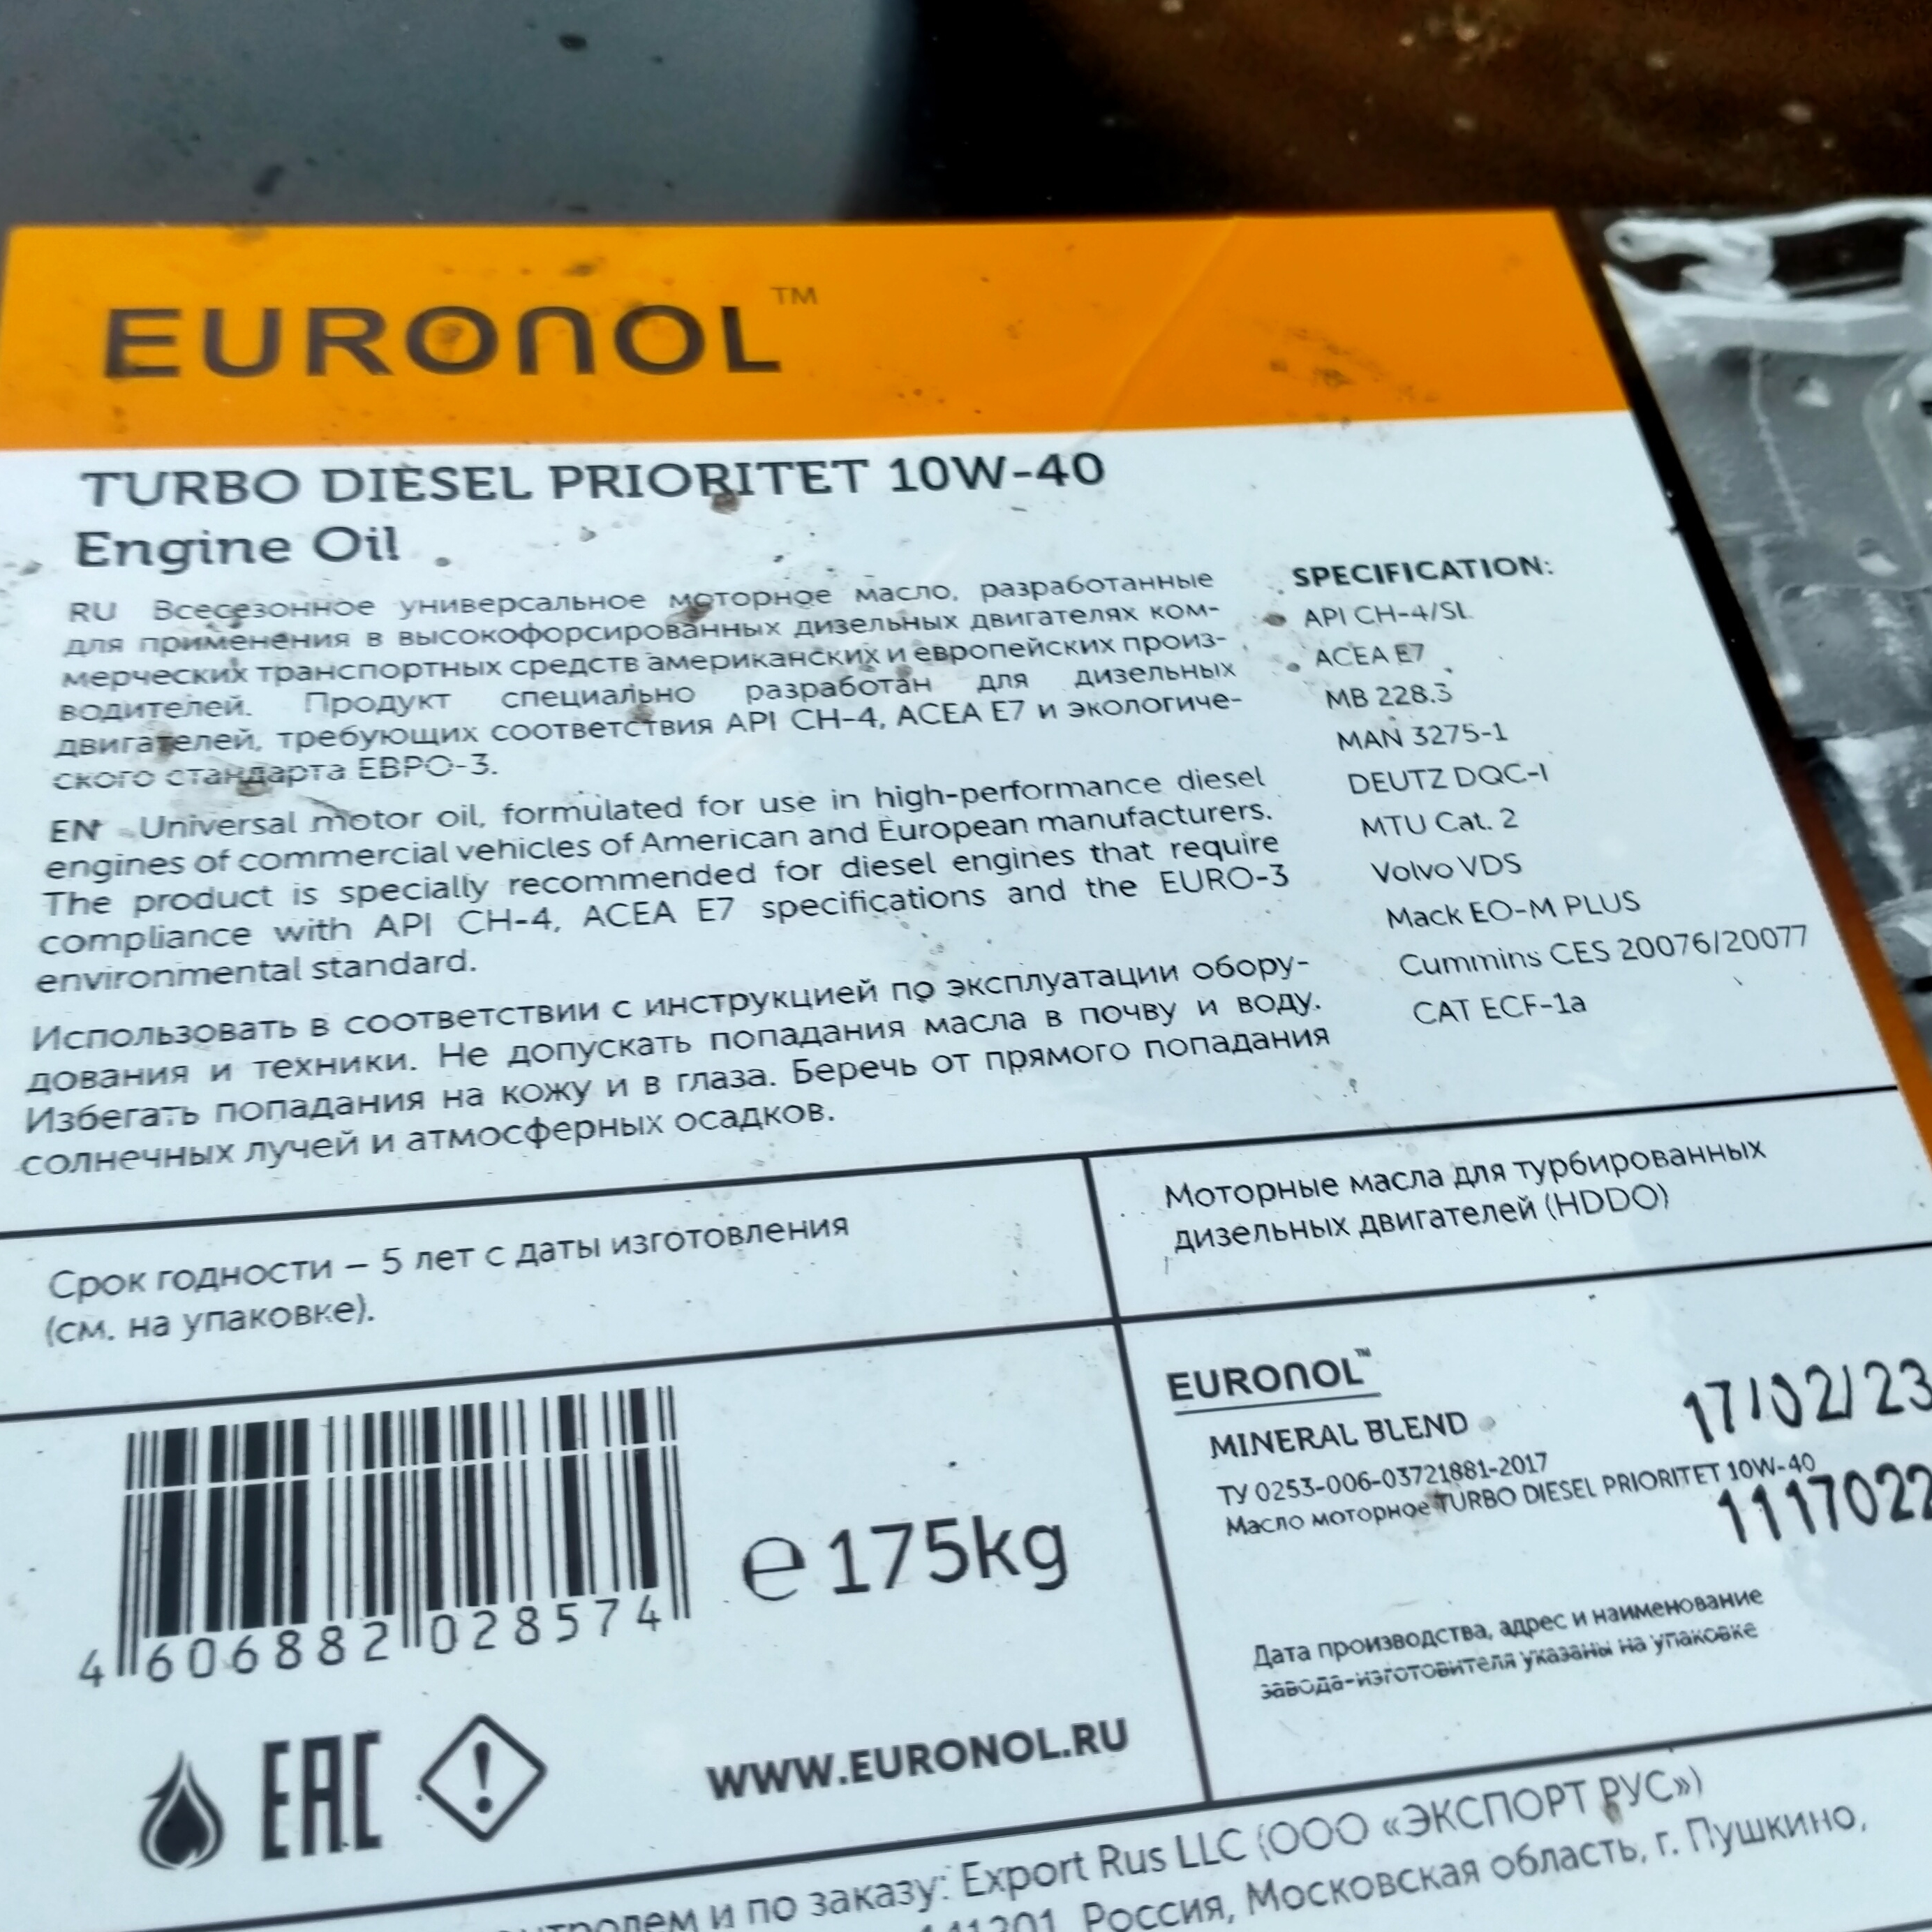 EURONOL™
TURBO DIESEL PRIORITET 10W-40
Engine Oil
RU Всесезонное универсальное моторное масло, разработанные
для применения в высокофорсированных дизельных двигателях ком-
мерческих транспортных средств американских и европейских произ-
водителей. Продукт специально разработан для дизельных
двигателей, требующих соответствия API CH-4, ACEA E7 и экологиче-
ского стандарта ЕВРО-3.
EN Universal motor oil, formulated for use in high-performance diesel
engines of commercial vehicles of American and European manufacturers.
The product is specially recommended for diesel engines that require
compliance with API CH-4, ACEA E7 specifications and the EURO-3
environmental standard.
Использовать в соответствии с инструкцией по эксплуатации обору-
дования и техники. Не допускать попадания масла в почву и воду.
Избегать попадания на кожу и в глаза. Беречь от прямого попадания
солнечных лучей и атмосферных осадков.
SPECIFICATION:
API CH-4/SL
ACEA E7
MB 228.3
MAN 3275-1
DEUTZ DQC-I
MTU Cat. 2
Volvo VDS
Mack EO-M PLUS
Cummins CES 20076/20077
CAT ECF-1a
Срок годности – 5 лет с даты изготовления
(см. на упаковке).
Моторные масла для турбированных
дизельных двигателей (HDDO)
4 606882 028574
℮ 175kg
EAC
WWW.EURONOL.RU
EURONOL™
MINERAL BLEND
17/02/23
ТУ 0253-006-03721881-2017
Масло моторное TURBO DIESEL PRIORITET 10W-40
1117022
Дата производства, адрес и наименование
завода-изготовителя указаны на упаковке
и по заказу: Export Rus LLC (ООО «ЭКСПОРТ РУС»)
141201, Россия, Московская область, г. Пушкино,